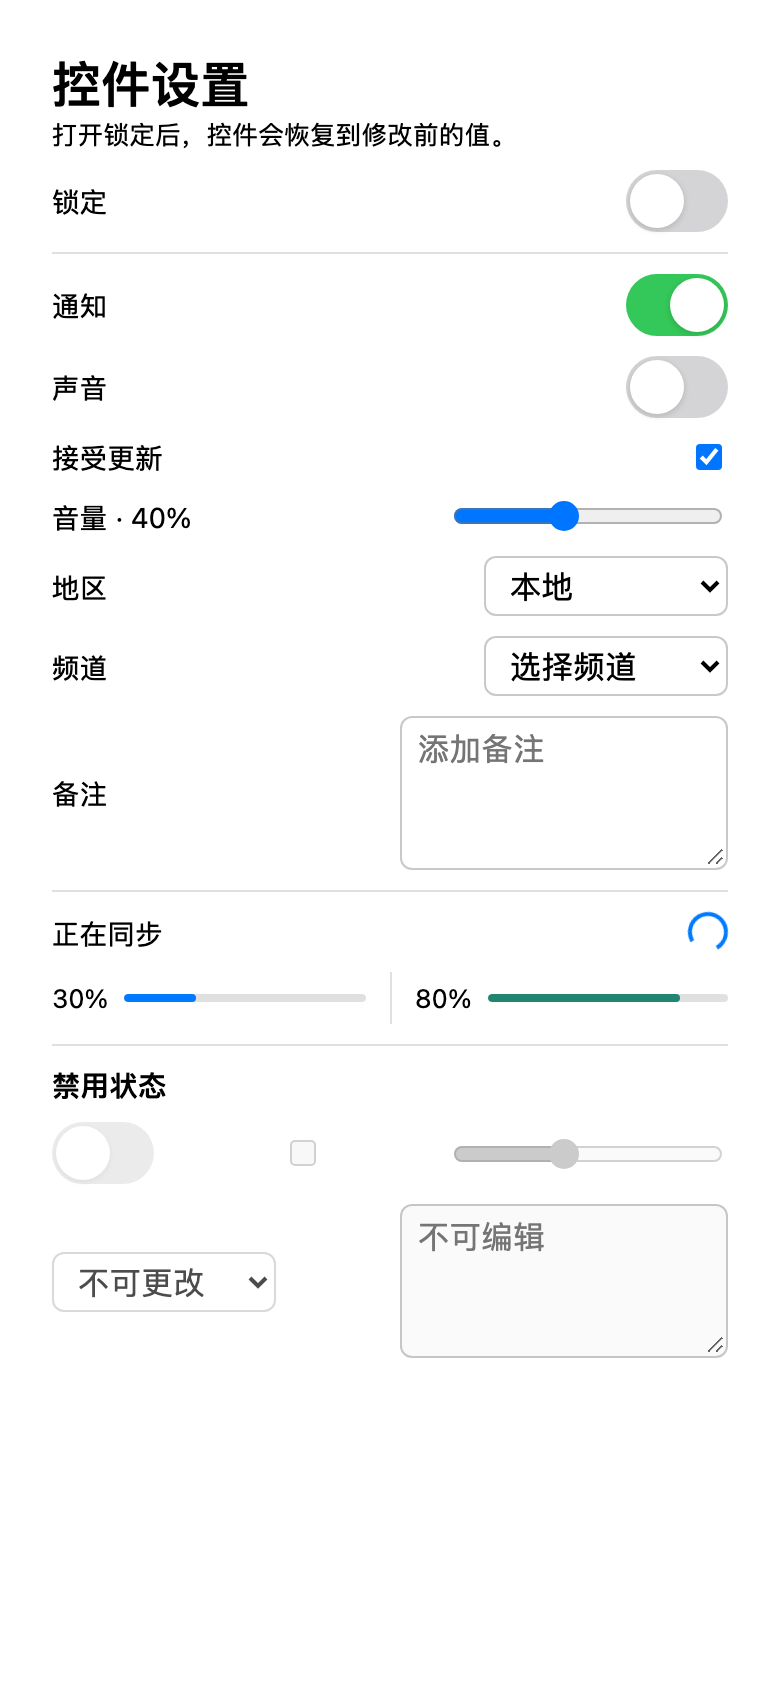 控件设置
打开锁定后，控件会恢复到修改前的值。
锁定
通知
声音
接受更新
音量 · 40%
地区
本地
频道
选择频道
备注
添加备注
正在同步
30%
80%
禁用状态
不可更改
不可编辑